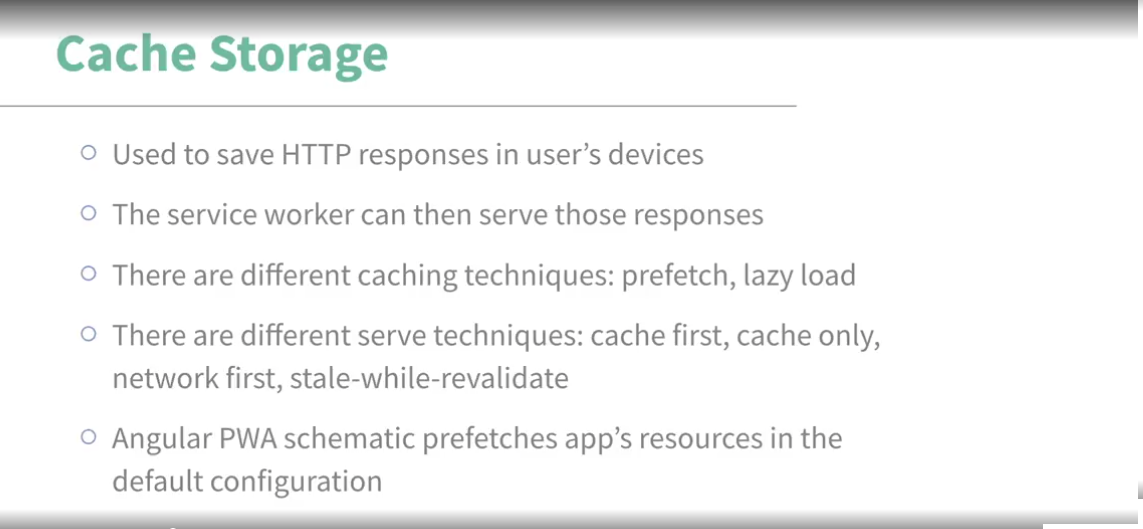 Cache Storage
Used to save HTTP responses in user’s devices
The service worker can then serve those responses
There are different caching techniques: prefetch, lazy load
There are different serve techniques: cache first, cache only,
network first, stale-while-revalidate
Angular PWA schematic prefetches app’s resources in the
default configuration